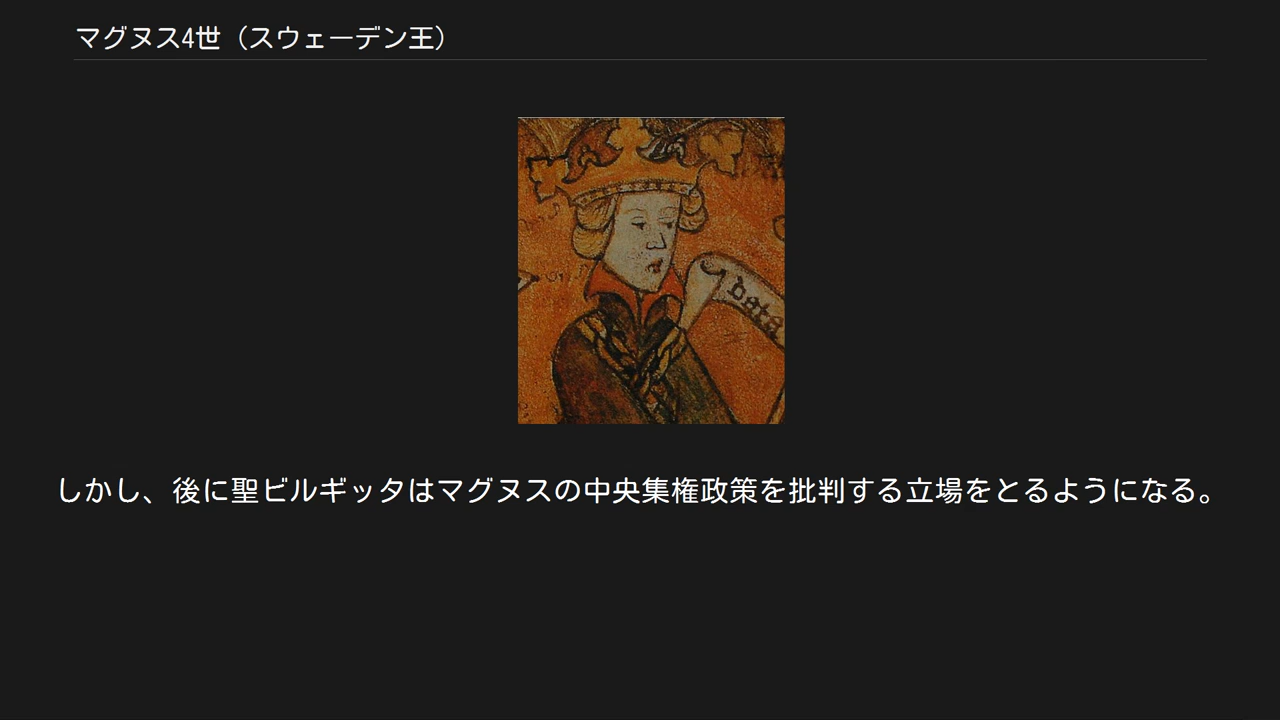 マグヌス4世（スウェーデン王）
data
しかし、後に聖ビルギッタはマグヌスの中央集権政策を批判する立場をとるようになる。